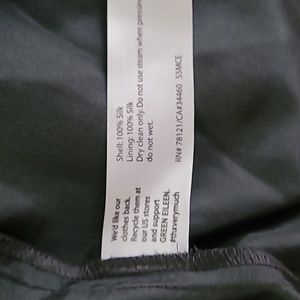 Shell: 100% Silk
Lining: 100% Silk
Dry clean only. Do not use steam when pressing
do not wet.
RN# 78121/CA#34460 SSMCE
We'd like our
clothes back.
Recycle them at
our US stores
and support
GREEN EILEEN.
#thxverymuch